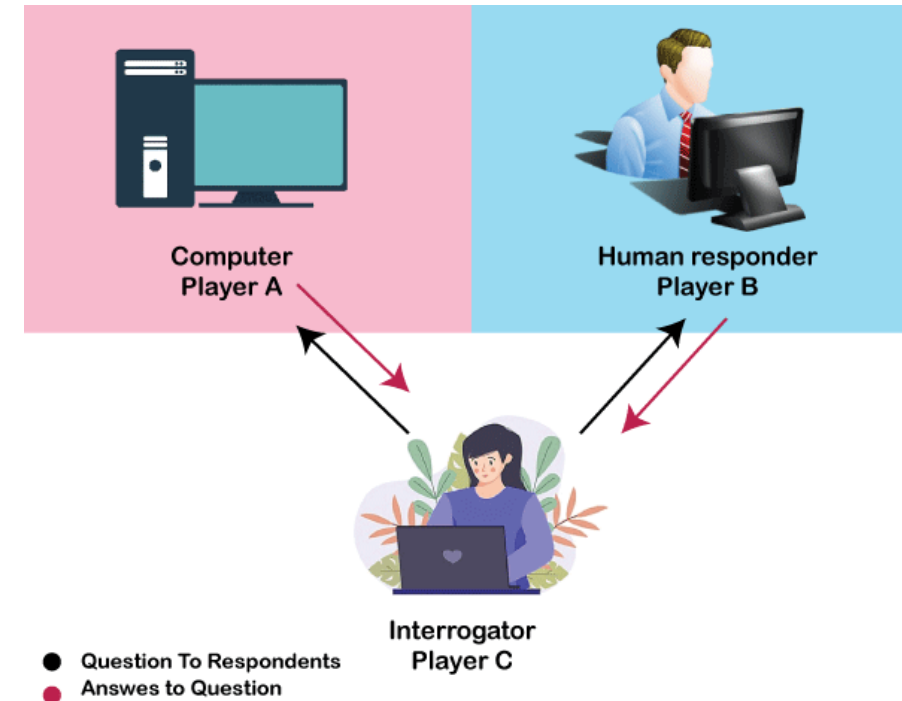 Computer
Player A
Human responder
Player B
Interrogator
Player C
Question To Respondents
Answes to Question